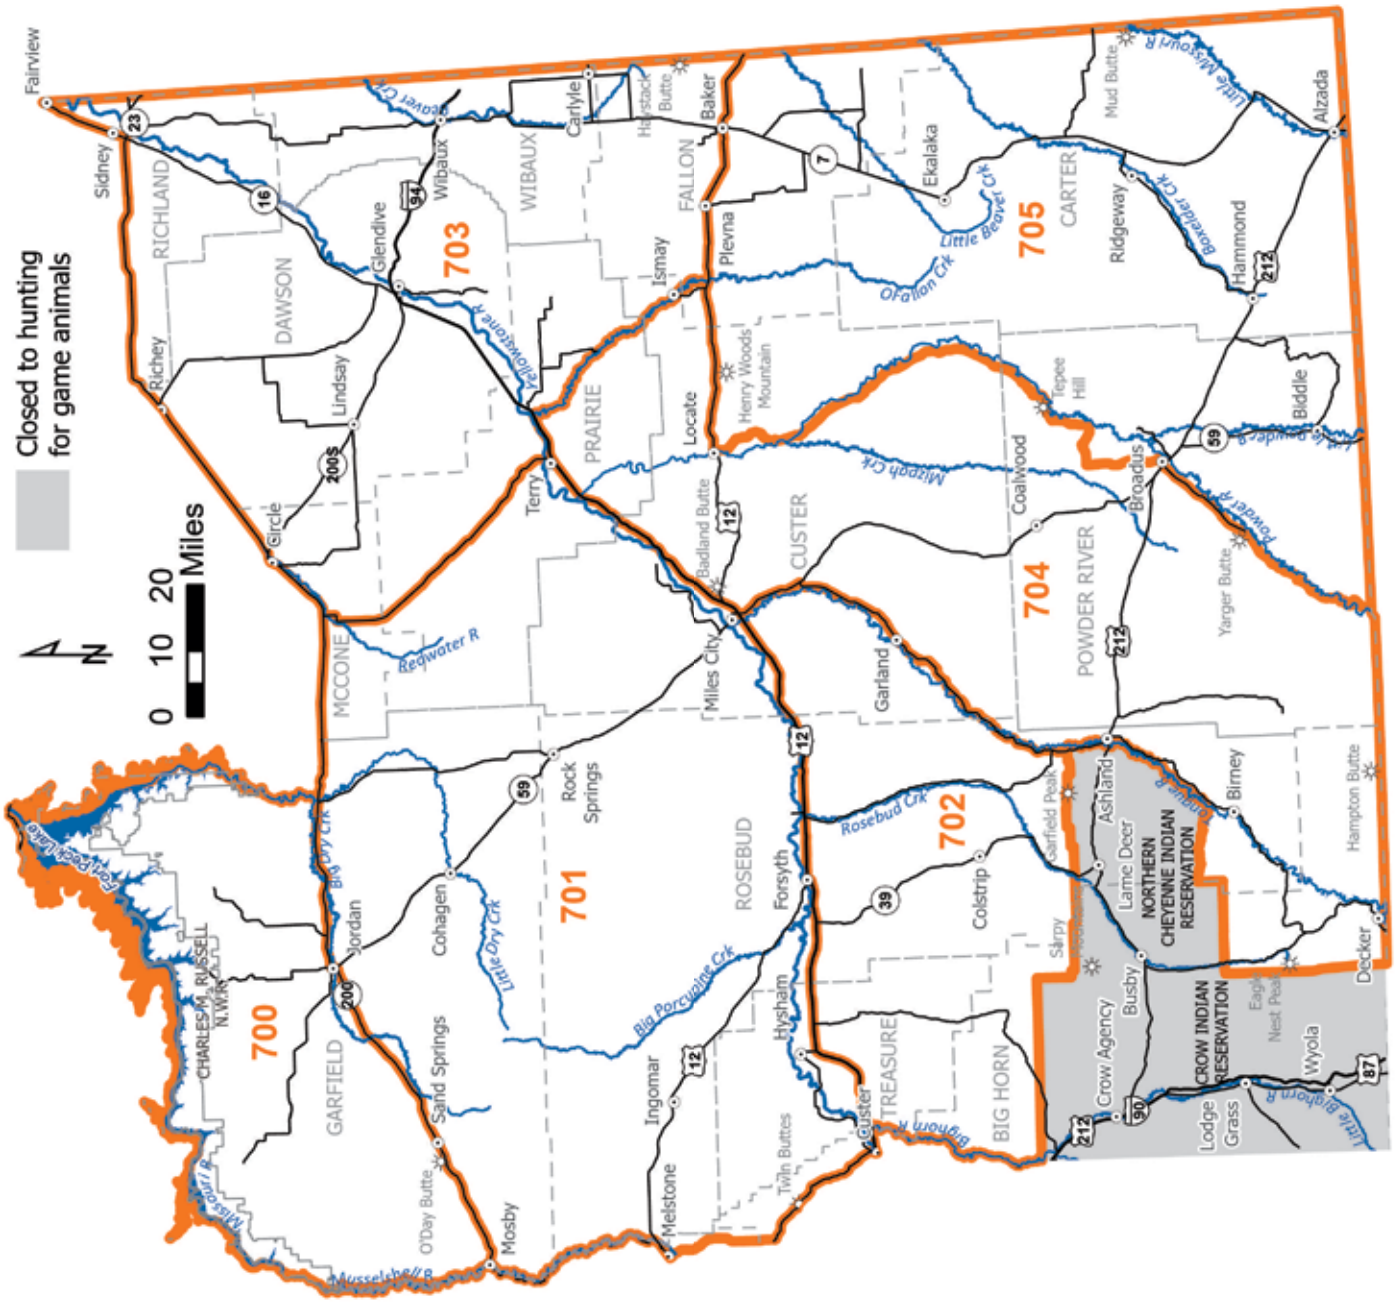 Closed to hunting
for game animals
0 10 20
Miles
N
Fairview
Sidney
23
RICHLAND
16
Richey
DAWSON
Glendive
94
Wibaux
Beaver Crk
WIBAUX
Carlyle
Haystack
Butte
Baker
FALLON
Plevna
Ismay
703
Yellowstone R
Lindsay
200S
Circle
Terry
PRAIRIE
Locate
Henry Woods
Mountain
7
Ekalaka
Little Beaver Crk
O'Fallon Crk
705
CARTER
Mud Butte
Little Missouri R
Alzada
Ridgeway
Boxelder Crk
Hammond
212
Tepee
Hill
Biddle
59
Little Powder R
Broadus
Coalwood
Mizpah Crk
Badland Butte
12
CUSTER
Powder R
Yarger Butte
704
POWDER RIVER
212
MCCONE
Redwater R
Miles City
Garland
Fort Peck Lake
Big Dry Crk
59
Rock
Springs
12
Cohagen
Little Dry Crk
701
ROSEBUD
Forsyth
Rosebud Crk
702
39
Colstrip
Garfield Peak
Ashland
Lame Deer
NORTHERN
CHEYENNE INDIAN
RESERVATION
Tongue R
Birney
Hampton Butte
Decker
Jordan
CHARLES M. RUSSELL
N.W.R.
700
200
GARFIELD
Sand Springs
Big Porcupine Crk
Hysham
12
Ingomar
Sarpy
Mountain
Busby
Eagle
Nest Peak
CROW INDIAN
RESERVATION
Crow Agency
90
212
Lodge
Grass
Wyola
87
Little Bighorn R
TREASURE
BIG HORN
Custer
Bighorn R
Twin Buttes
Melstone
O'Day Butte
Mosby
Missouri R
Musselshell R